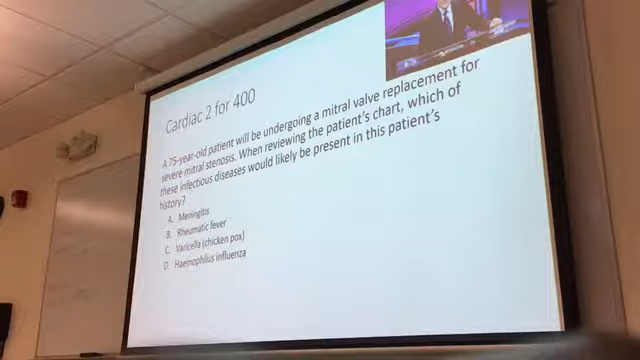 Cardiac 2 for 400
A 75-year-old patient will be undergoing a mitral valve replacement for
severe mitral stenosis. When reviewing the patient's chart, which of
these infectious diseases would likely be present in this patient's
history?
A. Meningitis
B. Rheumatic fever
C. Varicella (chicken pox)
D. Haemophilus influenza